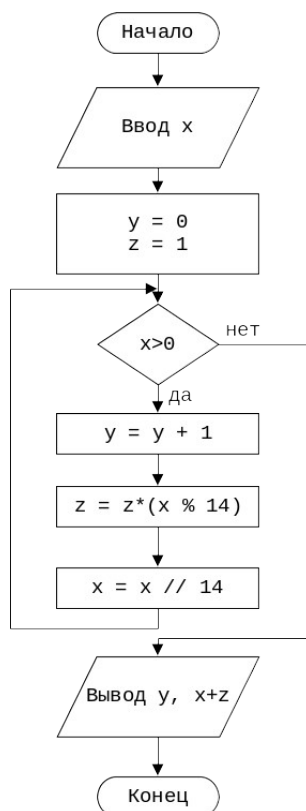 Начало
Ввод x
y = 0
z = 1
x>0
нет
да
y = y + 1
z = z*(x % 14)
x = x // 14
Вывод y, x+z
Конец